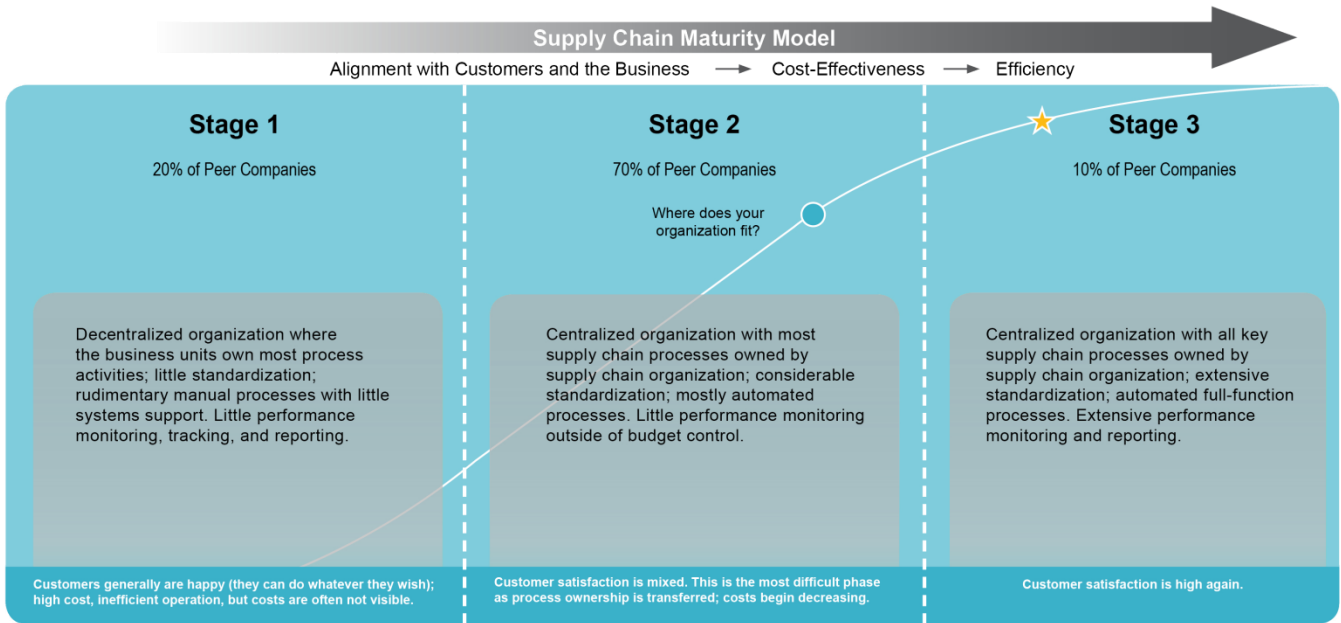 Supply Chain Maturity Model
Alignment with Customers and the Business → Cost-Effectiveness → Efficiency
Stage 1
20% of Peer Companies
Decentralized organization where
the business units own most process
activities; little standardization;
rudimentary manual processes with little
systems support. Little performance
monitoring, tracking, and reporting.
Customers generally are happy (they can do whatever they wish);
high cost, inefficient operation, but costs are often not visible.
Stage 2
70% of Peer Companies
Where does your
organization fit?
Centralized organization with most
supply chain processes owned by
supply chain organization; considerable
standardization; mostly automated
processes. Little performance monitoring
outside of budget control.
Customer satisfaction is mixed. This is the most difficult phase
as process ownership is transferred; costs begin decreasing.
Stage 3
10% of Peer Companies
Centralized organization with all key
supply chain processes owned by
supply chain organization; extensive
standardization; automated full-function
processes. Extensive performance
monitoring and reporting.
Customer satisfaction is high again.